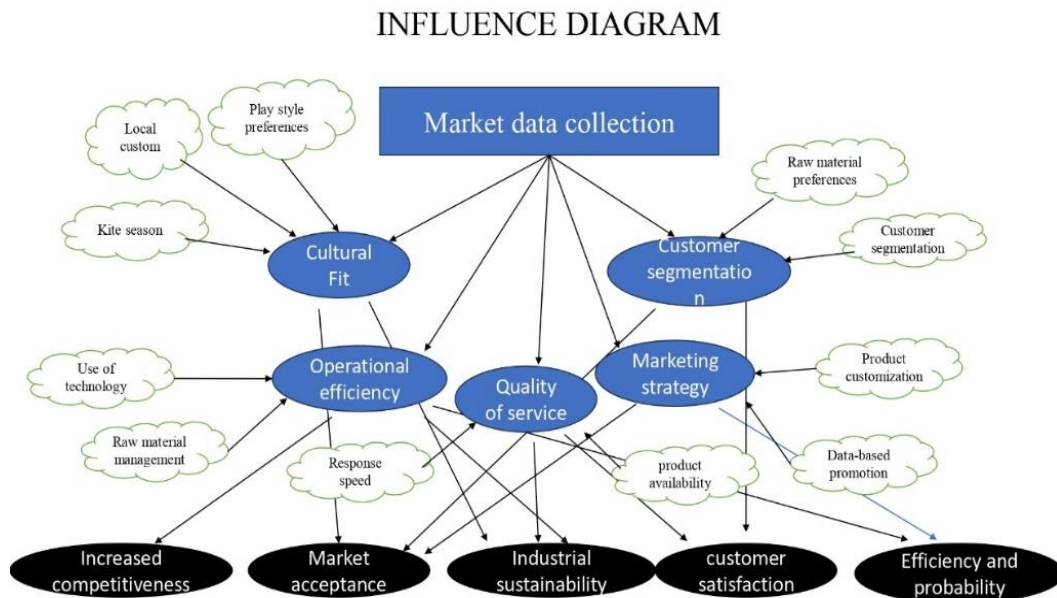 INFLUENCE DIAGRAM
Market data collection
Local
custom
Play style
preferences
Kite season
Raw material
preferences
Customer
segmentation
Cultural
Fit
Customer
segmentatio
n
Use of
technology
Operational
efficiency
Quality
of service
Marketing
strategy
Product
customization
Raw material
management
Response
speed
product
availability
Data-based
promotion
Increased
competitiveness
Market
acceptance
Industrial
sustainability
customer
satisfaction
Efficiency and
probability